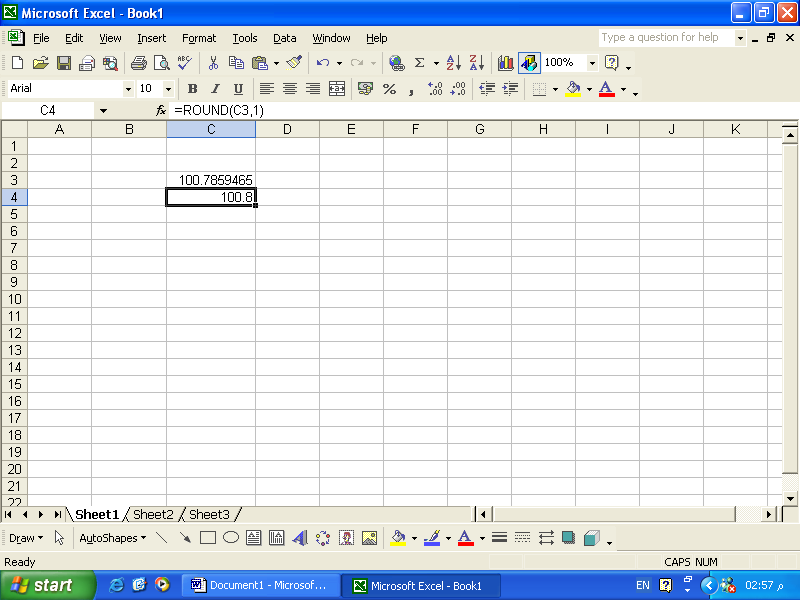 Microsoft Excel - Book1
File Edit View Insert Format Tools Data Window Help Type a question for help
Σ 100%
Arial 10 B I U % ,
C4 fx =ROUND(C3,1)
A B C D E F G H I J K
1
2
3 100.7859465
4 100.8
5
6
7
8
9
10
11
12
13
14
15
16
17
18
19
20
21
22
Sheet1 Sheet2 Sheet3
Draw AutoShapes
Ready CAPS NUM
start Document1 - Microsof... Microsoft Excel - Book1 EN 02:57 م